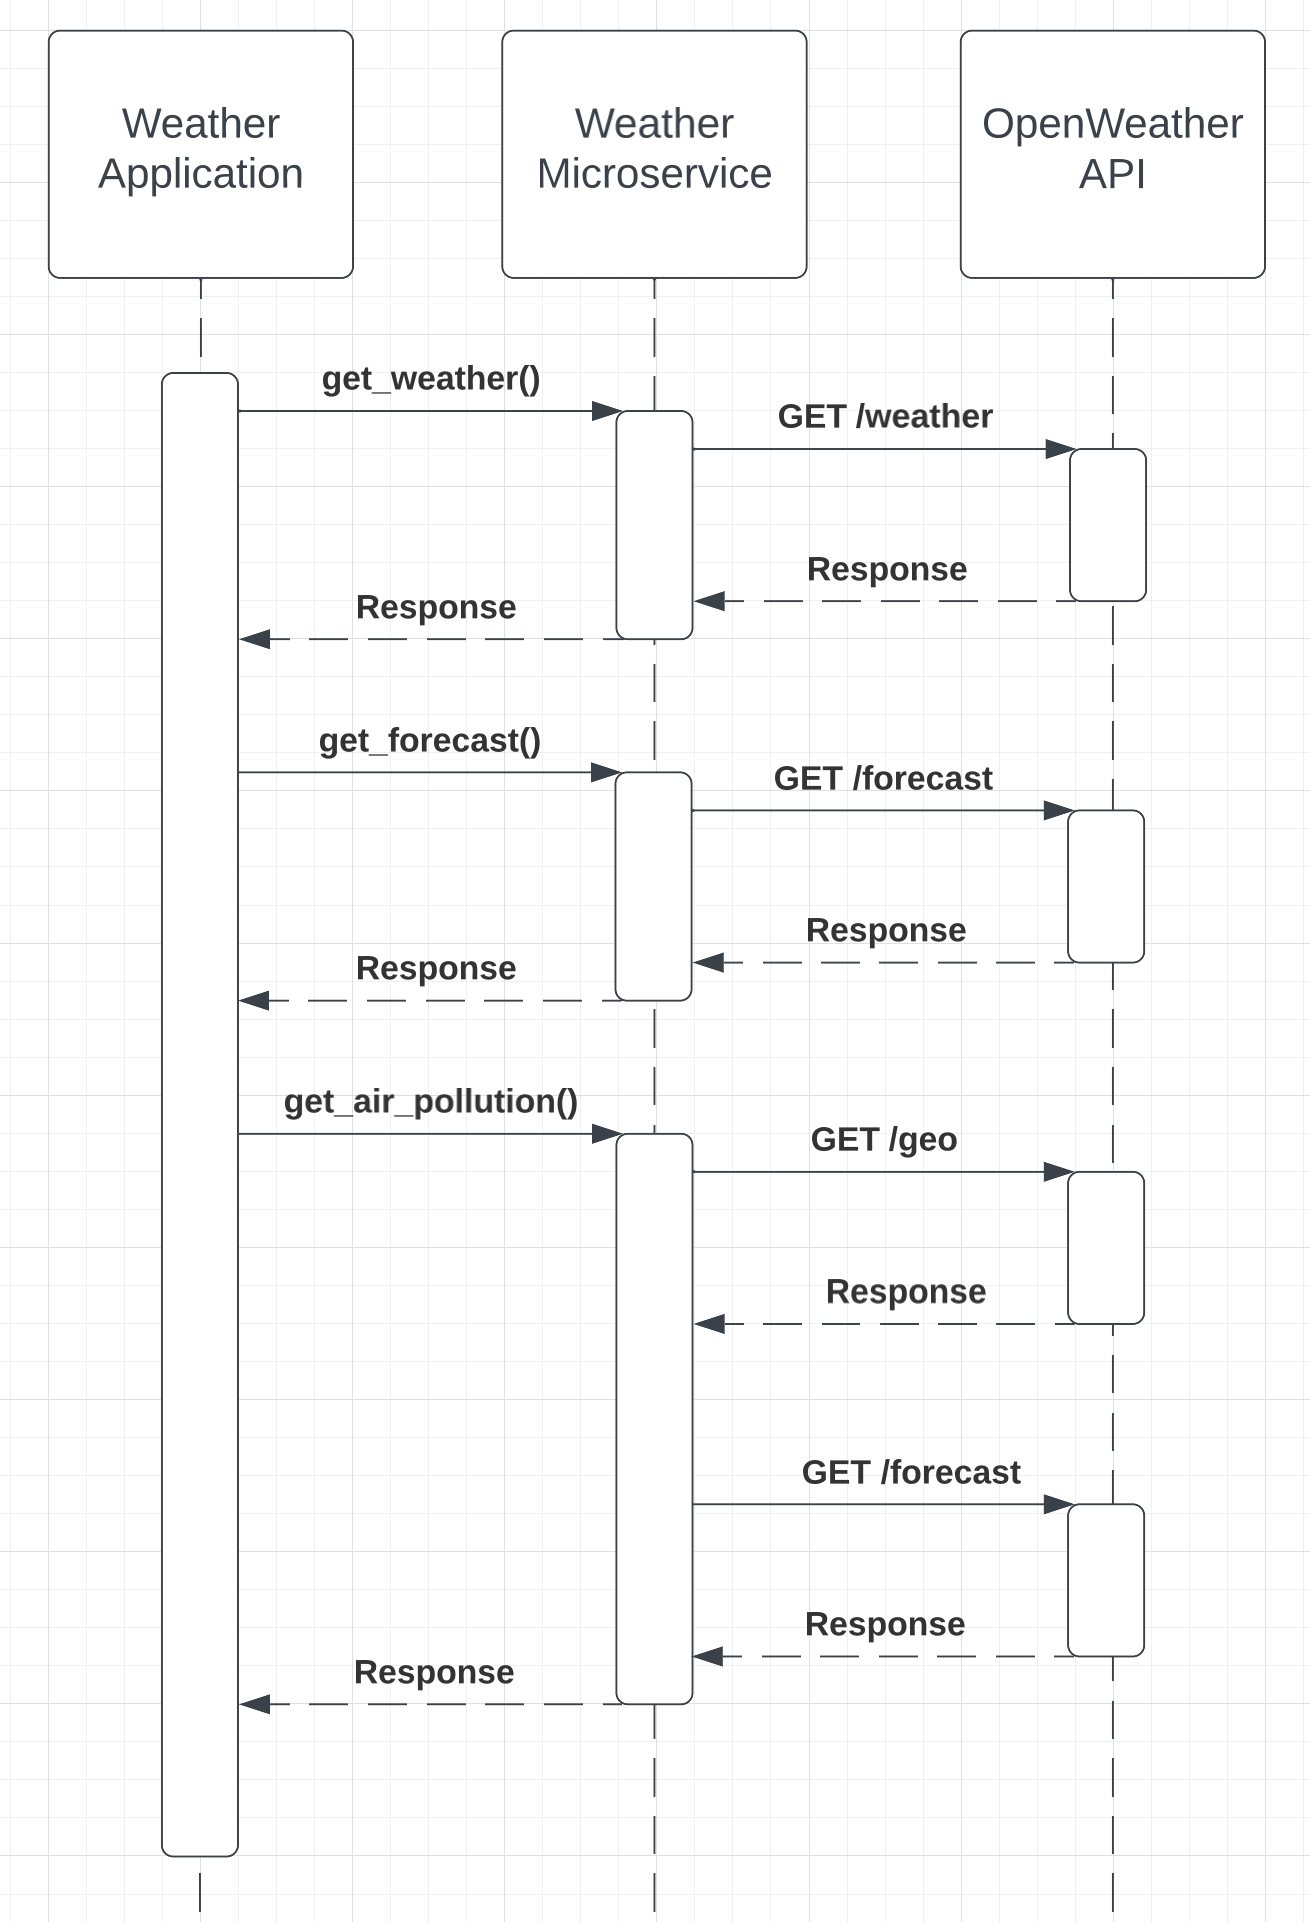 Weather
Application
Weather
Microservice
OpenWeather
API
get_weather()
GET /weather
Response
Response
get_forecast()
GET /forecast
Response
Response
get_air_pollution()
GET /geo
Response
GET /forecast
Response
Response